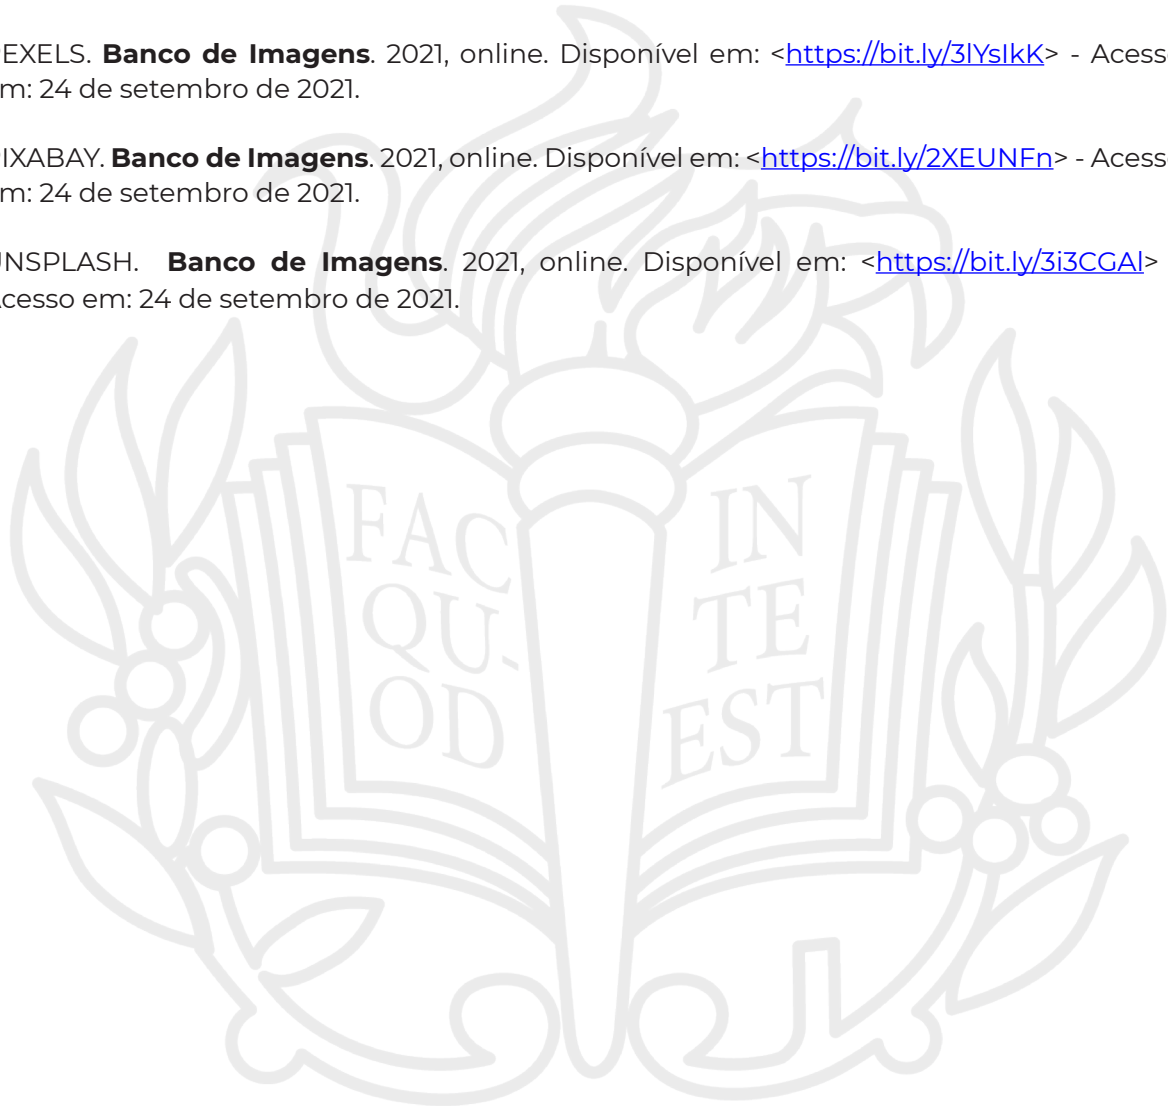 EXELS. Banco de Imagens. 2021, online. Disponível em: <https://bit.ly/3lYsIkK> - Acess
m: 24 de setembro de 2021.
IXABAY. Banco de Imagens. 2021, online. Disponível em: <https://bit.ly/2XEUNFn> - Acess
m: 24 de setembro de 2021.
NSPLASH. Banco de Imagens. 2021, online. Disponível em: <https://bit.ly/3i3CGAl>
cesso em: 24 de setembro de 2021.
FAC
QU-
OD
IN
TE
EST